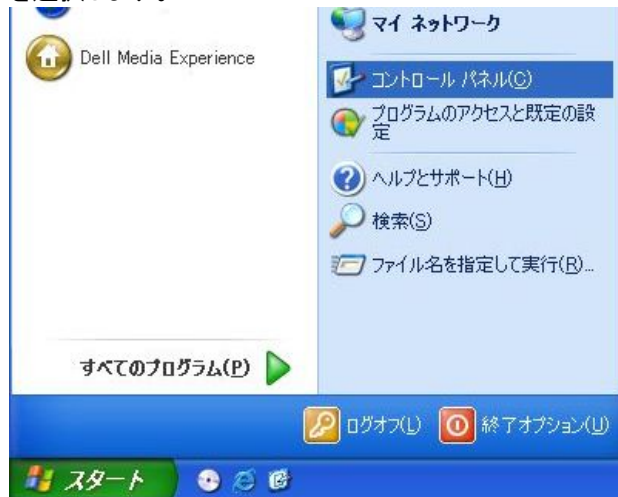 マイ ネットワーク
Dell Media Experience
コントロール パネル(C)
プログラムのアクセスと既定の設
定
ヘルプとサポート(H)
検索(S)
ファイル名を指定して実行(R)...
すべてのプログラム(P)
ログオフ(L)
終了オプション(U)
スタート